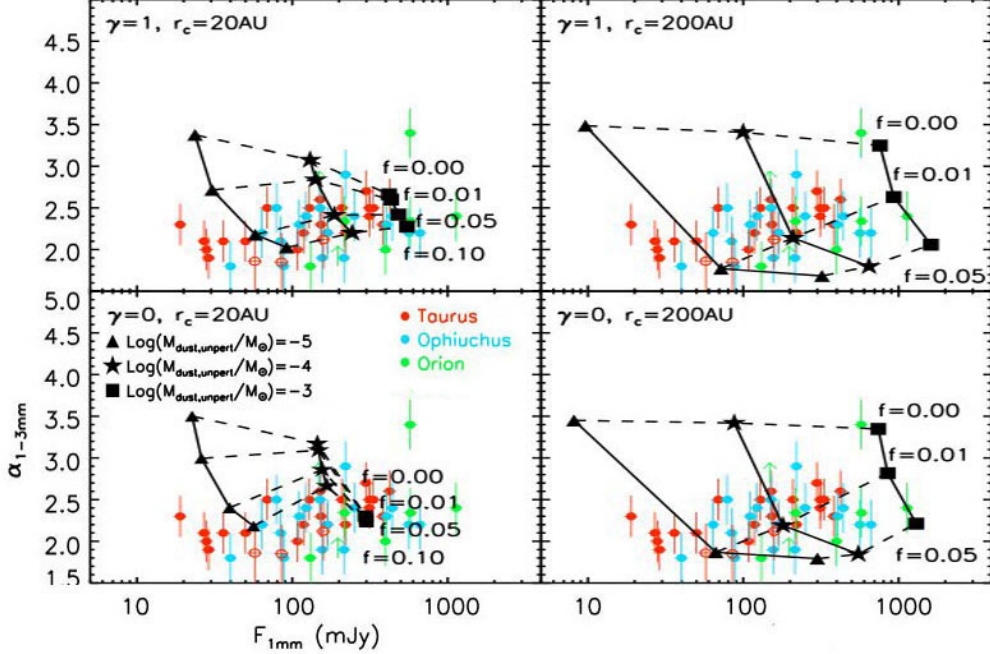 γ=1, r_c=20AU
γ=1, r_c=200AU
4.5
4.0
3.5
3.0
2.5
2.0
f=0.00
f=0.01
f=0.05
f=0.10
f=0.00
f=0.01
f=0.05
5.0
4.5
4.0
3.5
3.0
2.5
2.0
1.5
γ=0, r_c=20AU
Log(M_dust,unpert/M_⊙)=−5
Log(M_dust,unpert/M_⊙)=−4
Log(M_dust,unpert/M_⊙)=−3
Taurus
Ophiuchus
Orion
γ=0, r_c=200AU
f=0.00
f=0.01
f=0.05
f=0.10
f=0.00
f=0.01
f=0.05
α_1−3mm
10 100 1000
10 100 1000
F_1mm (mJy)